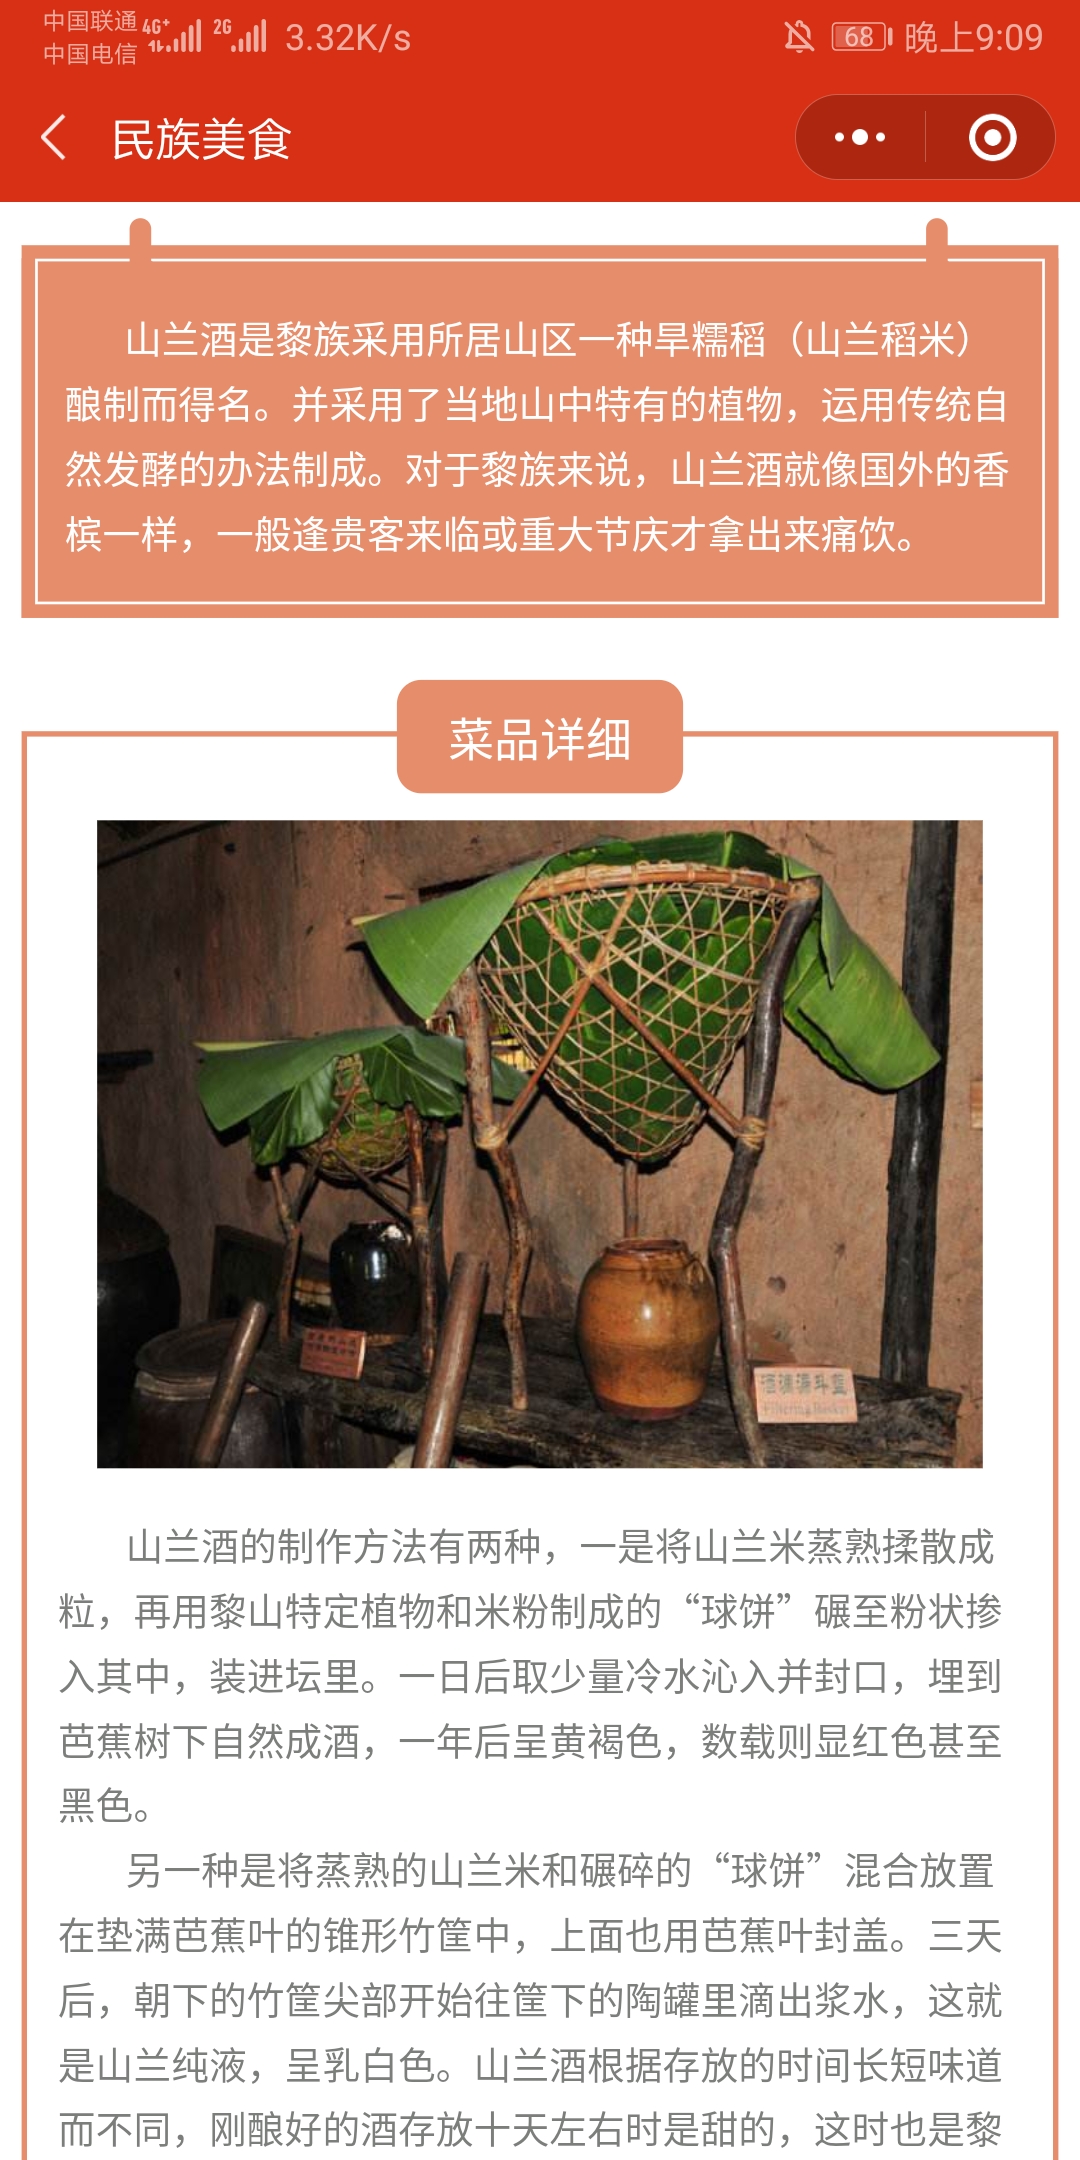 中国联通 4G+ 2G 3.32K/s 68 晚上9:09
中国电信
民族美食
山兰酒是黎族采用所居山区一种旱糯稻（山兰稻米）
酿制而得名。并采用了当地山中特有的植物，运用传统自
然发酵的办法制成。对于黎族来说，山兰酒就像国外的香
槟一样，一般逢贵客来临或重大节庆才拿出来痛饮。
菜品详细
酒漏漏斗篮
Filtering Basket
山兰酒的制作方法有两种，一是将山兰米蒸熟揉散成
粒，再用黎山特定植物和米粉制成的“球饼”碾至粉状掺
入其中，装进坛里。一日后取少量冷水沁入并封口，埋到
芭蕉树下自然成酒，一年后呈黄褐色，数载则显红色甚至
黑色。
另一种是将蒸熟的山兰米和碾碎的“球饼”混合放置
在垫满芭蕉叶的锥形竹筐中，上面也用芭蕉叶封盖。三天
后，朝下的竹筐尖部开始往筐下的陶罐里滴出浆水，这就
是山兰纯液，呈乳白色。山兰酒根据存放的时间长短味道
而不同，刚酿好的酒存放十天左右时是甜的，这时也是黎